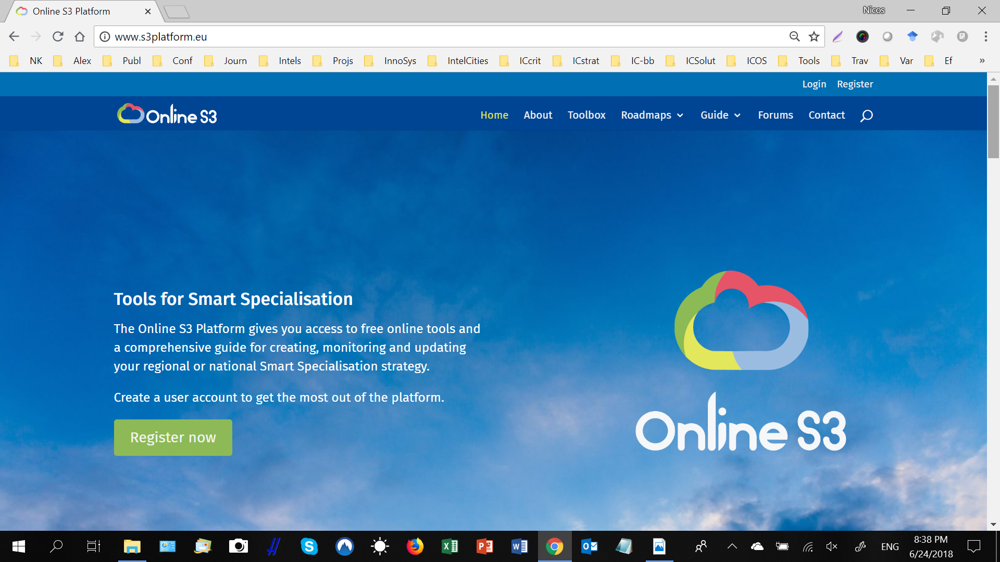 Online S3 Platform
Nicos
www.s3platform.eu
NK Alex Publ Conf Journ Intels Projs InnoSys IntelCities ICcrit ICstrat IC-bb ICSolut ICOS Tools Trav Var Ef »
Login Register
Online S3
Home About Toolbox Roadmaps Guide Forums Contact
Tools for Smart Specialisation
The Online S3 Platform gives you access to free online tools and
a comprehensive guide for creating, monitoring and updating
your regional or national Smart Specialisation strategy.
Create a user account to get the most out of the platform.
Register now
Online S3
ENG
8:38 PM
6/24/2018